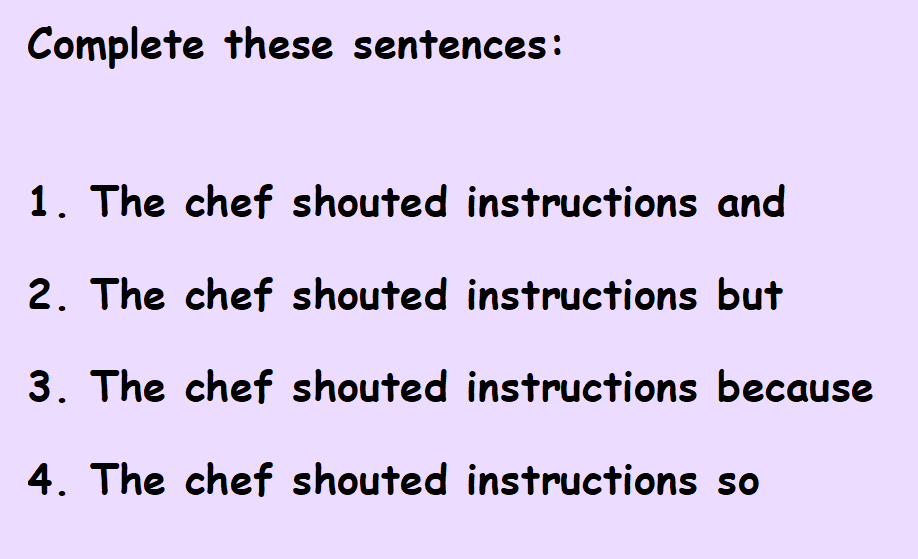 Complete these sentences:
1. The chef shouted instructions and
2. The chef shouted instructions but
3. The chef shouted instructions because
4. The chef shouted instructions so